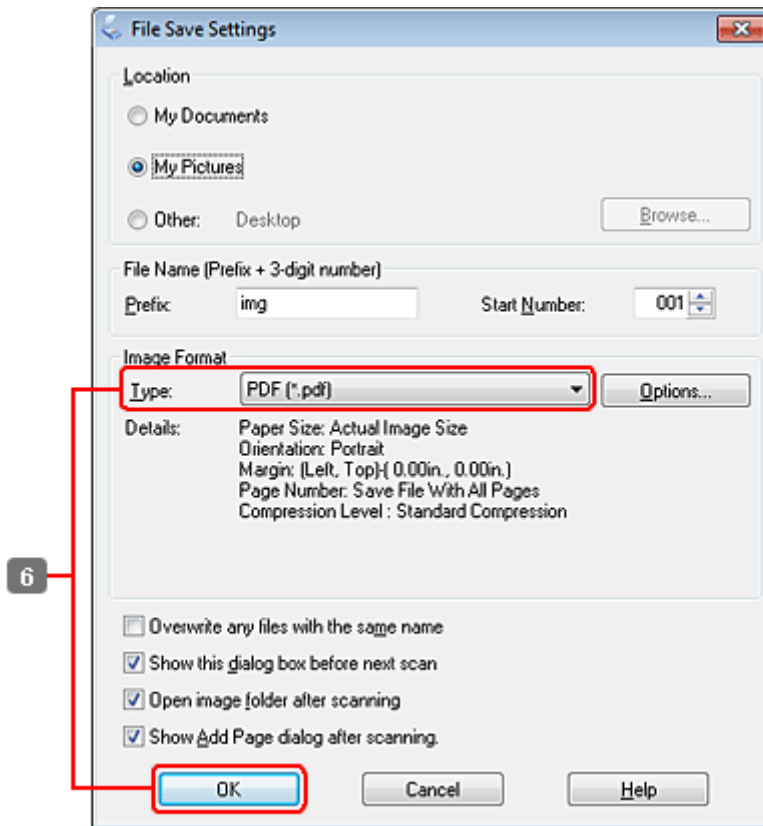 File Save Settings
Location
My Documents
My Pictures
Other: Desktop Browse...
File Name (Prefix + 3-digit number)
Prefix: img Start Number: 001
Image Format
Type: PDF (*.pdf) Options...
Details: Paper Size: Actual Image Size
Orientation: Portrait
Margin: (Left, Top)-( 0.00in., 0.00in.)
Page Number: Save File With All Pages
Compression Level : Standard Compression
6
Overwrite any files with the same name
Show this dialog box before next scan
Open image folder after scanning
Show Add Page dialog after scanning.
OK Cancel Help